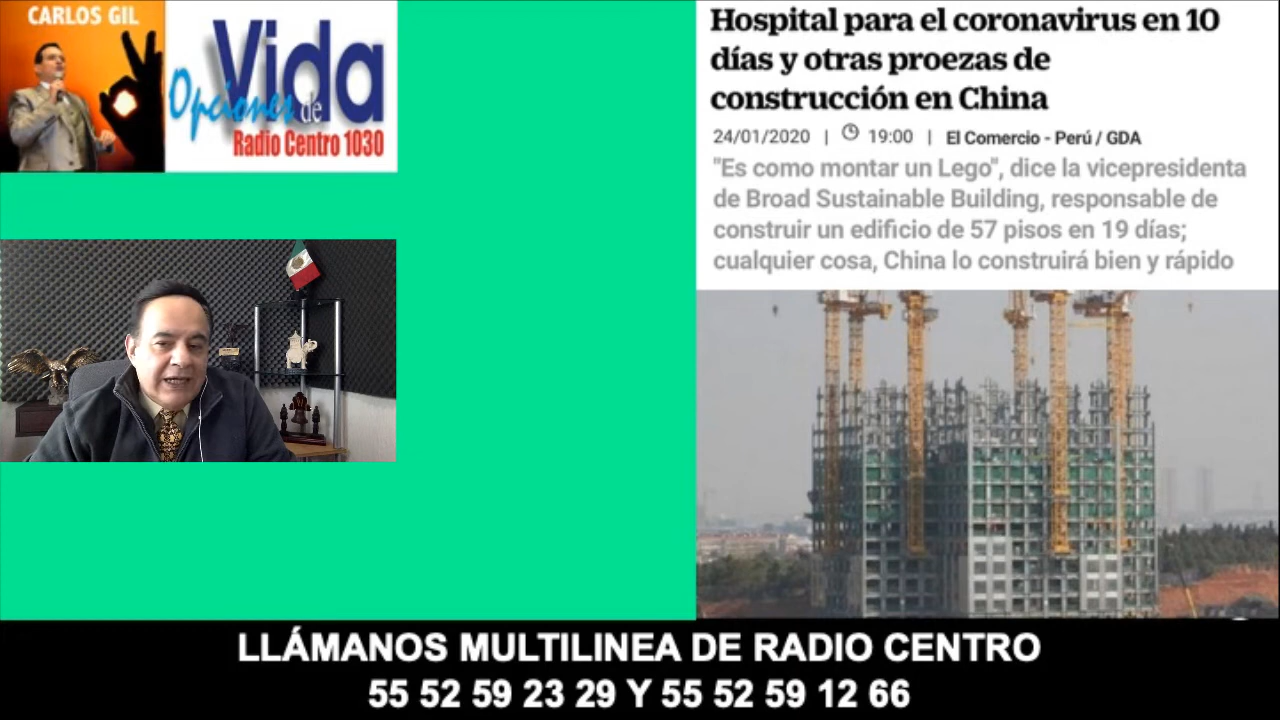 CARLOS GIL
Opciones de Vida
Radio Centro 1030
Hospital para el coronavirus en 10
días y otras proezas de
construcción en China
24/01/2020 | 19:00 | El Comercio - Perú / GDA
"Es como montar un Lego", dice la vicepresidenta
de Broad Sustainable Building, responsable de
construir un edificio de 57 pisos en 19 días;
cualquier cosa, China lo construirá bien y rápido
LLÁMANOS MULTILINEA DE RADIO CENTRO
55 52 59 23 29 Y 55 52 59 12 66